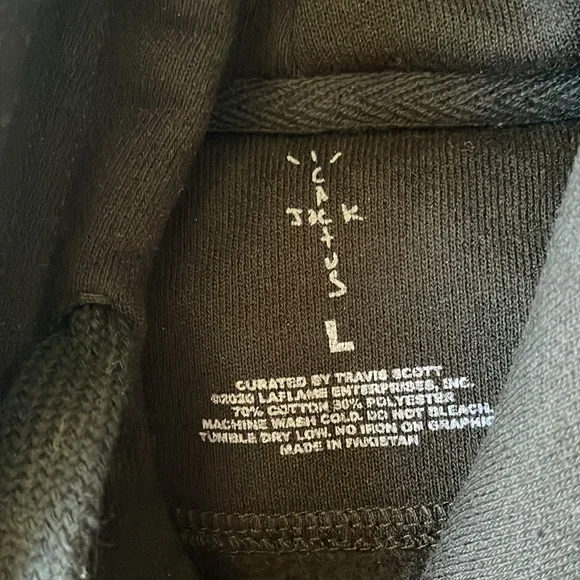 CACTUS
JACK
L
CURATED BY TRAVIS SCOTT
©2020 LAFLAME ENTERPRISES, INC.
70% COTTON 30% POLYESTER
MACHINE WASH COLD. DO NOT BLEACH.
TUMBLE DRY LOW. NO IRON ON GRAPHIC
MADE IN PAKISTAN